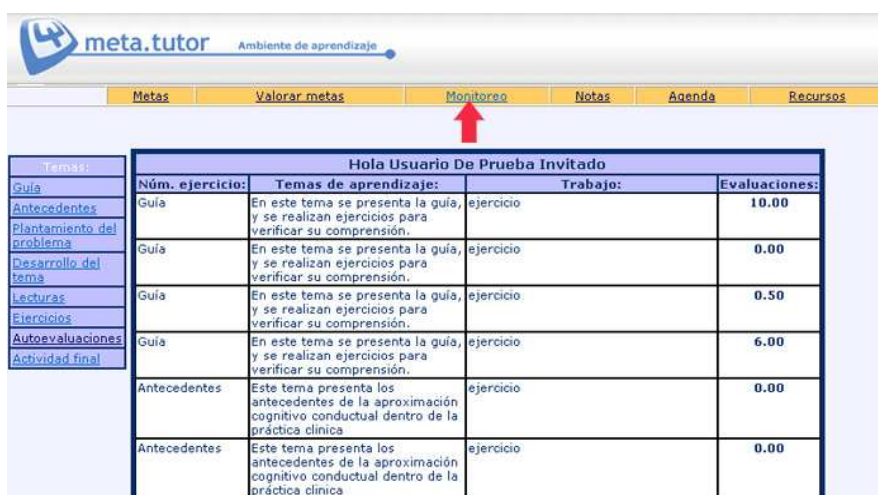 meta.tutor Ambiente de aprendizaje
Metas Valorar metas Monitoreo Notas Agenda Recursos
Temas:
Guía
Antecedentes
Plantamiento del
problema
Desarrollo del
tema
Lecturas
Ejercicios
Autoevaluaciones
Actividad final
Hola Usuario De Prueba Invitado
Núm. ejercicio: Temas de aprendizaje: Trabajo: Evaluaciones:
Guía En este tema se presenta la guía, ejercicio 10.00
y se realizan ejercicios para
verificar su comprensión.
Guía En este tema se presenta la guía, ejercicio 0.00
y se realizan ejercicios para
verificar su comprensión.
Guía En este tema se presenta la guía, ejercicio 0.50
y se realizan ejercicios para
verificar su comprensión.
Guía En este tema se presenta la guía, ejercicio 6.00
y se realizan ejercicios para
verificar su comprensión.
Antecedentes Este tema presenta los ejercicio 0.00
antecedentes de la aproximación
cognitivo conductual dentro de la
práctica clinica
Antecedentes Este tema presenta los ejercicio 0.00
antecedentes de la aproximación
cognitivo conductual dentro de la
práctica clinica